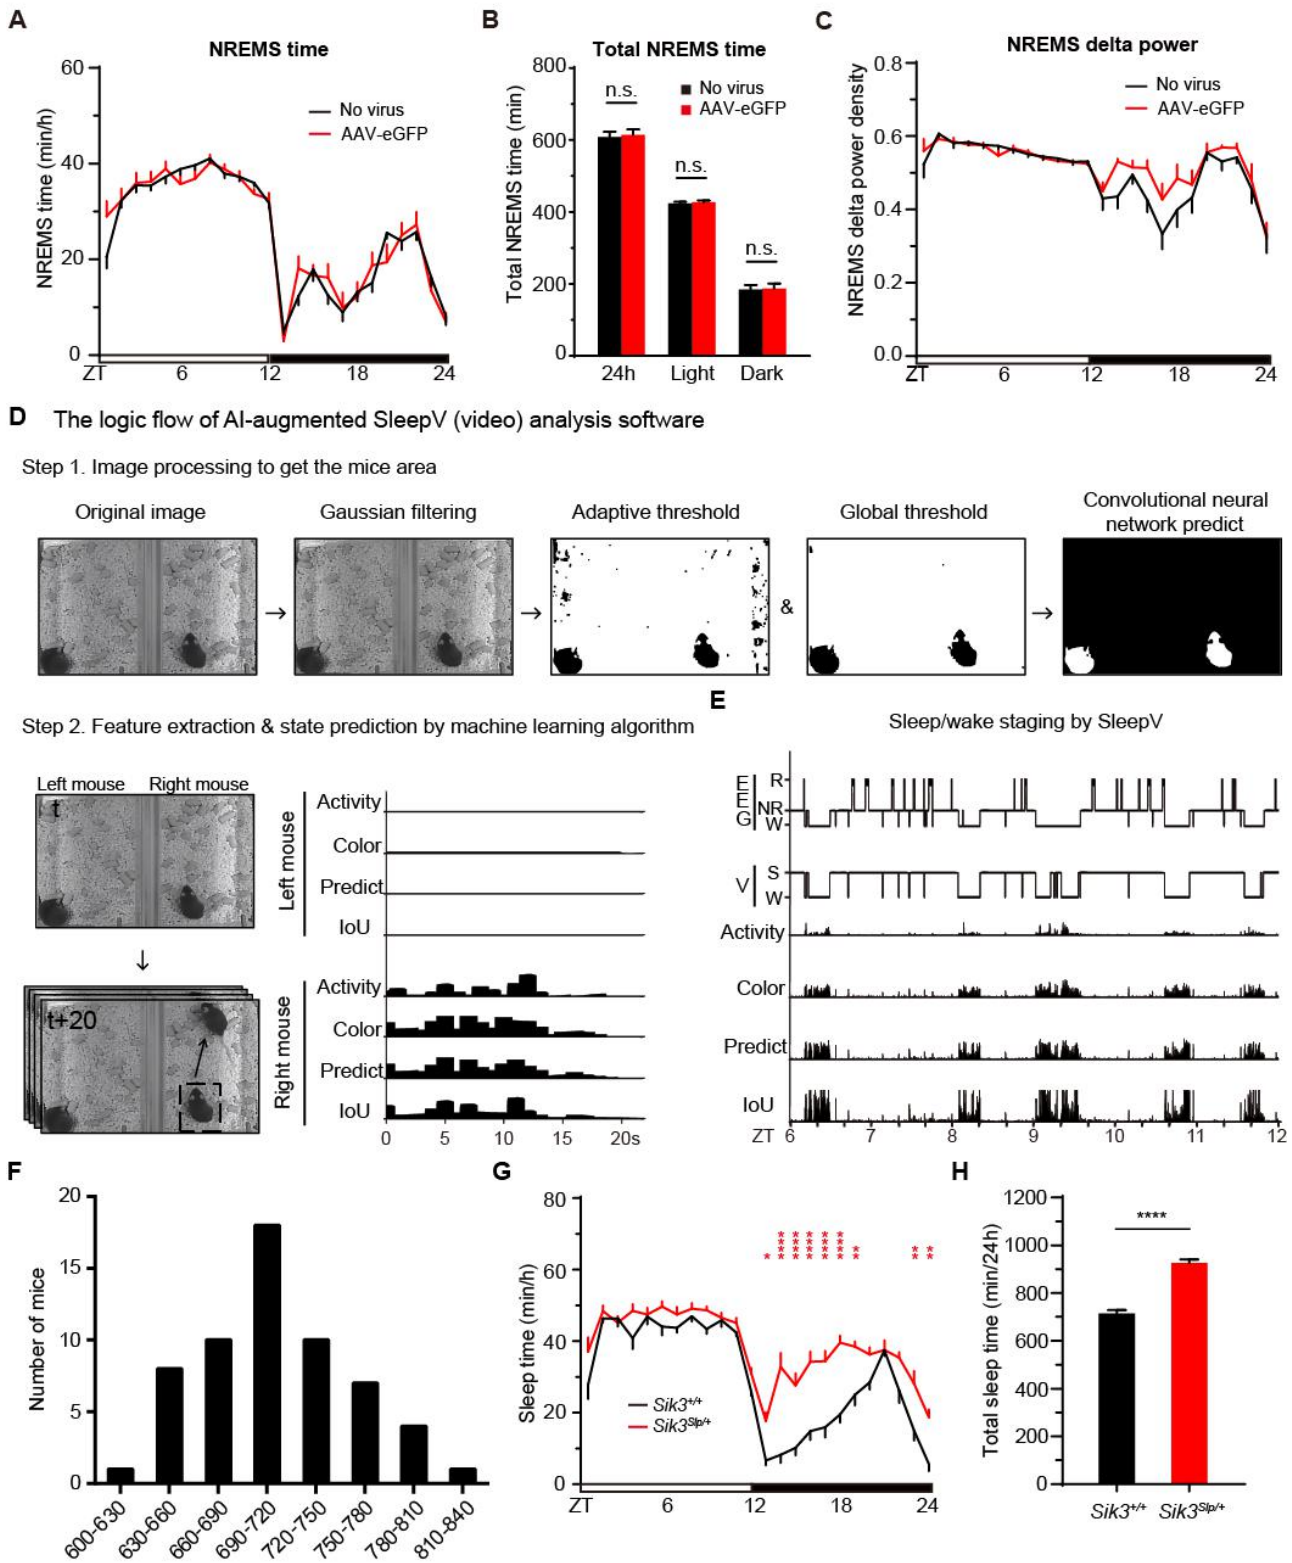 A
NREMS time
NREMS time (min/h)
60
40
20
0
No virus
AAV-eGFP
ZT
6
12
18
24
B
Total NREMS time
Total NREMS time (min)
800
600
400
200
0
No virus
AAV-eGFP
n.s.
n.s.
n.s.
24h
Light
Dark
C
NREMS delta power
NREMS delta power density
0.8
0.6
0.4
0.2
0.0
No virus
AAV-eGFP
ZT
6
12
18
24
D
The logic flow of AI-augmented SleepV (video) analysis software
Step 1. Image processing to get the mice area
Original image
Gaussian filtering
Adaptive threshold
Global threshold
Convolutional neural
network predict
→
→
&
→
Step 2. Feature extraction & state prediction by machine learning algorithm
Left mouse
Right mouse
t
↓
t+20
Left mouse
Activity
Color
Predict
IoU
Right mouse
Activity
Color
Predict
IoU
0
5
10
15
20s
E
Sleep/wake staging by SleepV
EEG
R
NR
W
V
S
W
Activity
Color
Predict
IoU
ZT
6
7
8
9
10
11
12
F
Number of mice
20
15
10
5
0
600-630
630-660
660-690
690-720
720-750
750-780
780-810
810-840
G
Sleep time (min/h)
80
60
40
20
0
*
****
****
****
****
****
**
**
**
Sik3+/+
Sik3Slp/+
ZT
6
12
18
24
H
Total sleep time (min/24h)
1200
1000
800
600
400
200
0
****
Sik3+/+
Sik3Slp/+